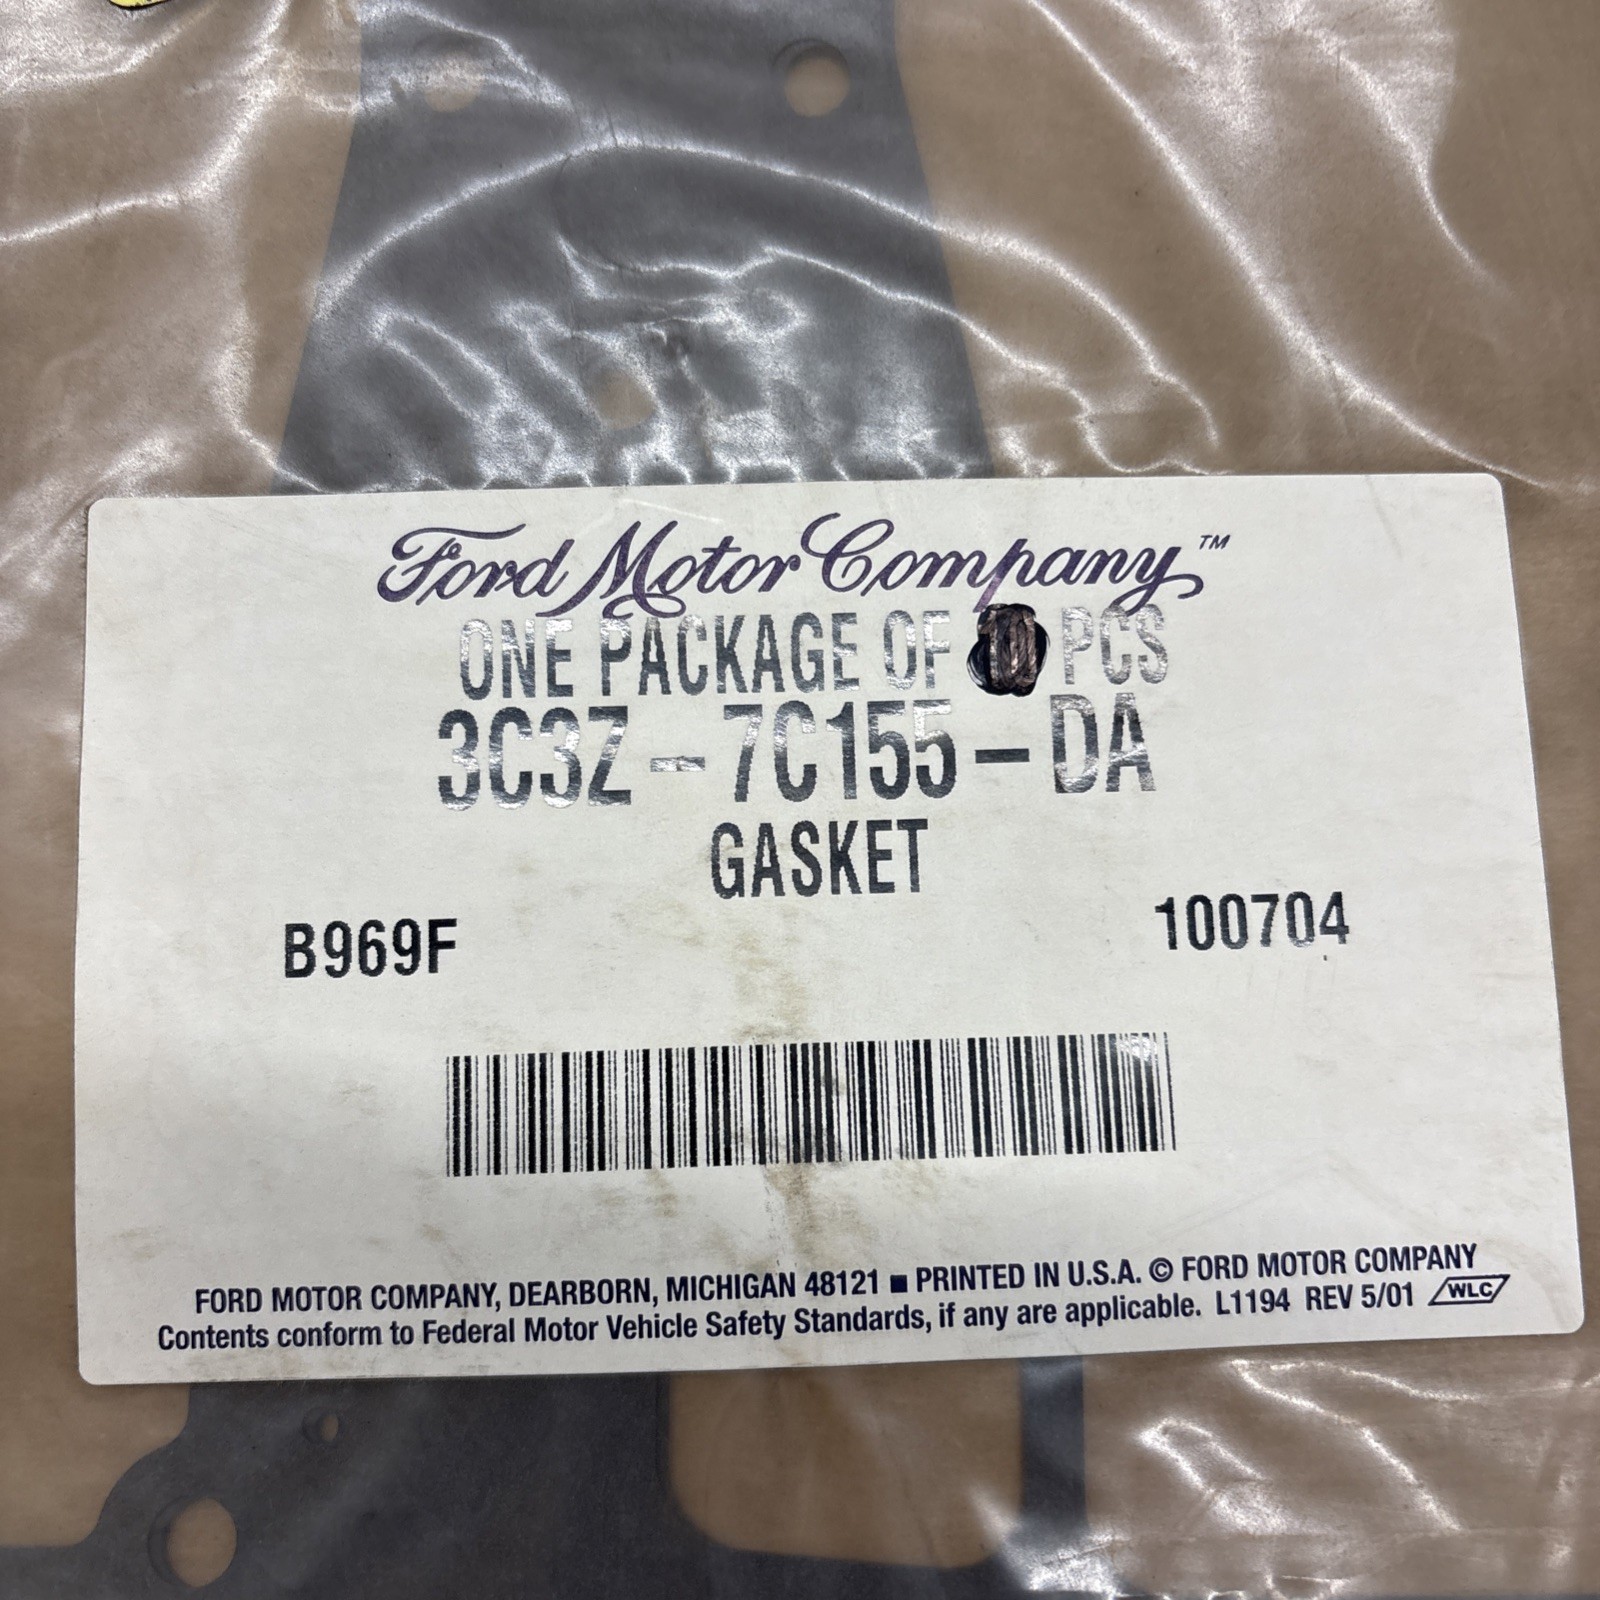 Ford Motor Company™
ONE PACKAGE OF PCS
3C3Z - 7C155 - DA
GASKET
B969F 100704
FORD MOTOR COMPANY, DEARBORN, MICHIGAN 48121 ■ PRINTED IN U.S.A. © FORD MOTOR COMPANY
Contents conform to Federal Motor Vehicle Safety Standards, if any are applicable. L1194 REV 5/01 WLC